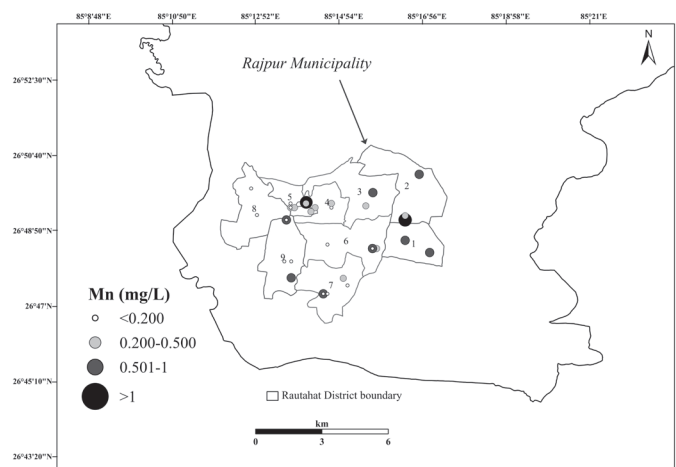 85°8'48"E 85°10'50"E 85°12'52"E 85°14'54"E 85°16'56"E 85°18'58"E 85°21'E
N
Rajpur Municipality
26°52'30"N
26°50'40"N
26°48'50"N
26°47'N
26°45'10"N
26°43'20"N
2
3
5
4
8
6
1
9
7
Mn (mg/L)
<0.200
0.200-0.500
0.501-1
>1
Rautahat District boundary
km
0 3 6